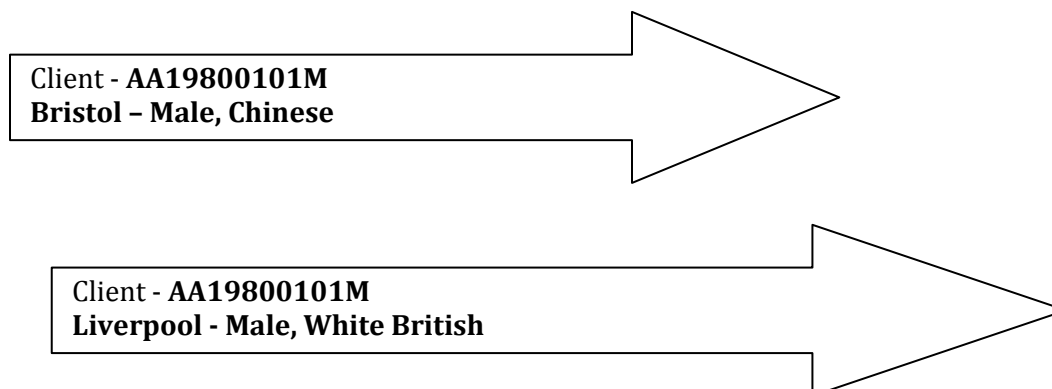 Client - AA19800101M
Bristol – Male, Chinese
Client - AA19800101M
Liverpool - Male, White British